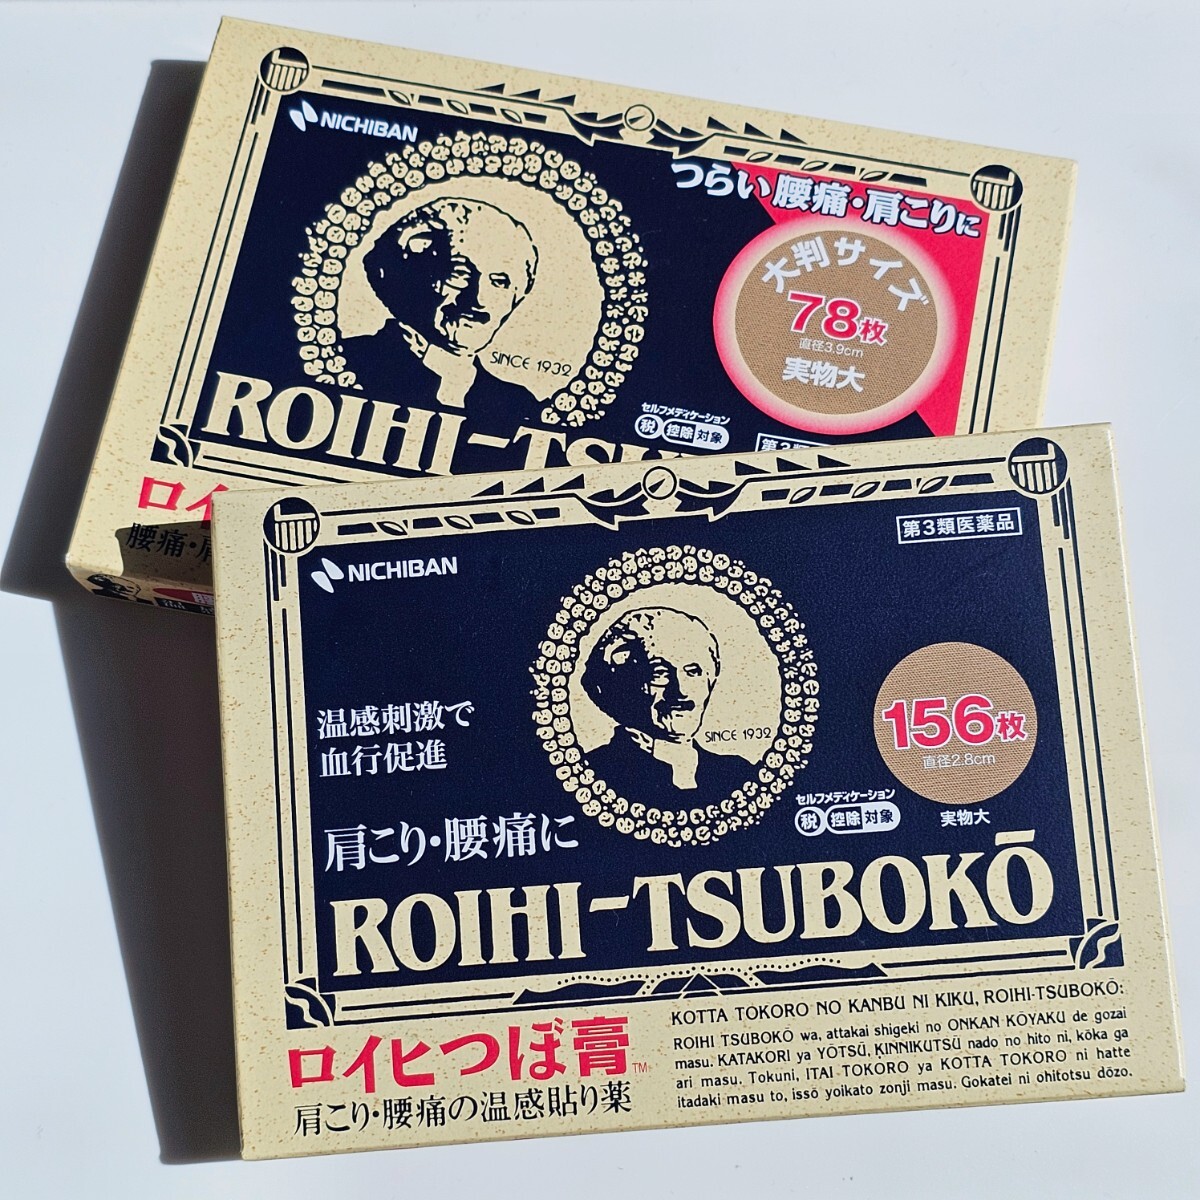 NICHIBAN
つらい腰痛・肩こりに
大判サイズ
78枚
直径3.9cm
実物大
SINCE 1932
セルフメディケーション
税 控除 対象
第3類
ROIHI-TSU
ロイ
腰痛・肩
NICHIBAN
第3類医薬品
温感刺激で
血行促進
SINCE 1932
156枚
直径2.8cm
実物大
セルフメディケーション
税 控除 対象
肩こり・腰痛に
ROIHI-TSUBOKŌ
ロイヒつぼ膏™
肩こり・腰痛の温感貼り薬
KOTTA TOKORO NO KANBU NI KIKU, ROIHI-TSUBOKŌ:
ROIHI TSUBOKŌ wa, attakai shigeki no ONKAN KŌYAKU de gozai
masu. KATAKORI ya YŌTSŪ, KINNIKUTSŪ nado no hito ni, kōka ga
ari masu. Tokuni, ITAI TOKORO ya KOTTA TOKORO ni hatte
itadaki masu to, issō yoikato zonji masu. Gokatei ni ohitotsu dōzo.